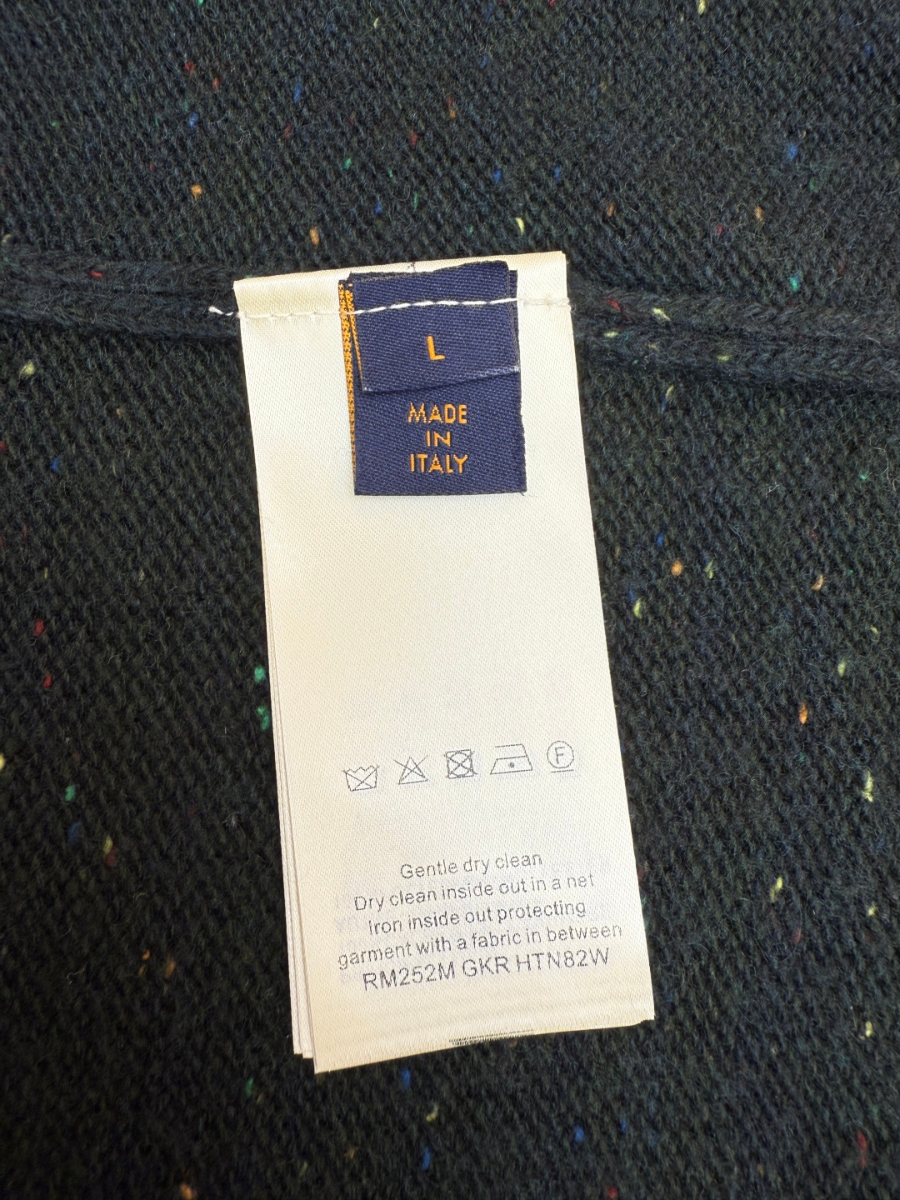 L
MADE
IN
ITALY
F
Gentle dry clean
Dry clean inside out in a net
Iron inside out protecting
garment with a fabric in between
RM252M GKR HTN82W